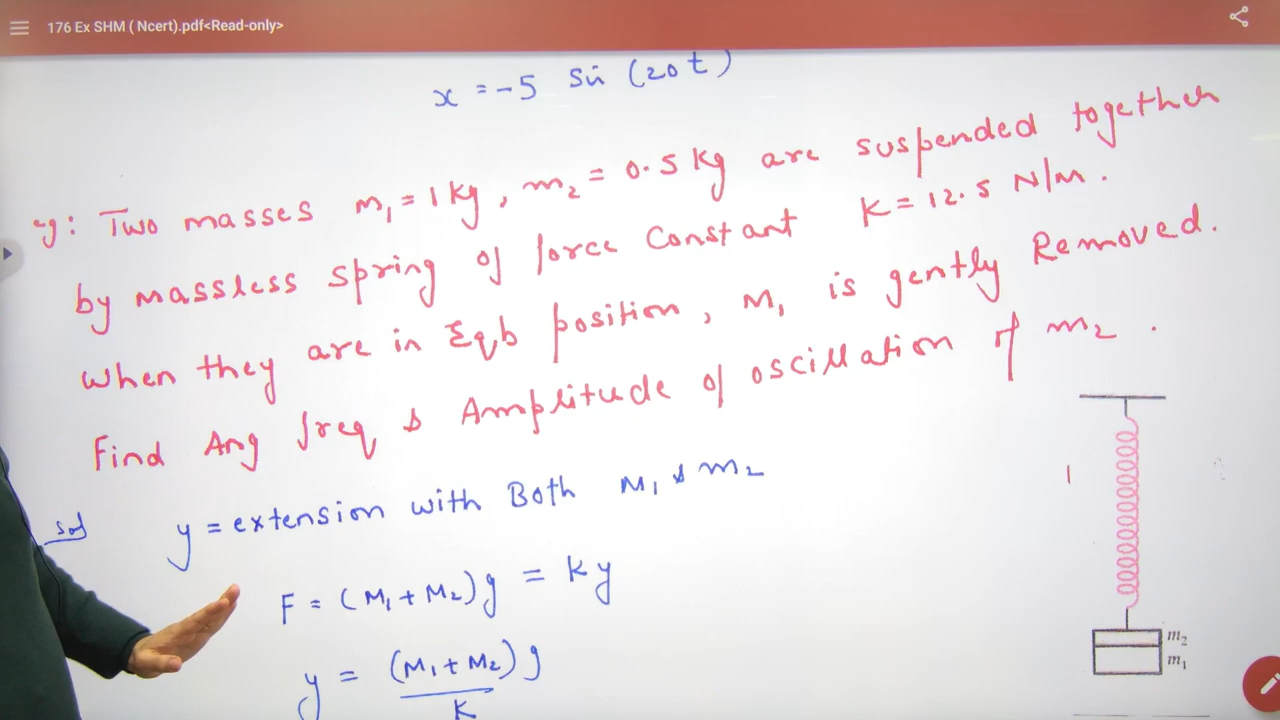 176 Ex SHM ( Ncert).pdf<Read-only>
x = -5 sin (20 t)
eg: Two masses m₁ = 1 kg, m₂ = 0.5 kg are suspended together
by massless spring of force Constant K = 12.5 N/M.
When they are in Eqb position, M₁ is gently Removed.
Find Ang freq & Amplitude of oscillation of m₂.
Sol
y = extension with Both M₁ & m₂
F = (M₁ + M₂)g = ky
y = (M₁ + M₂) g
K
m₂
m₁